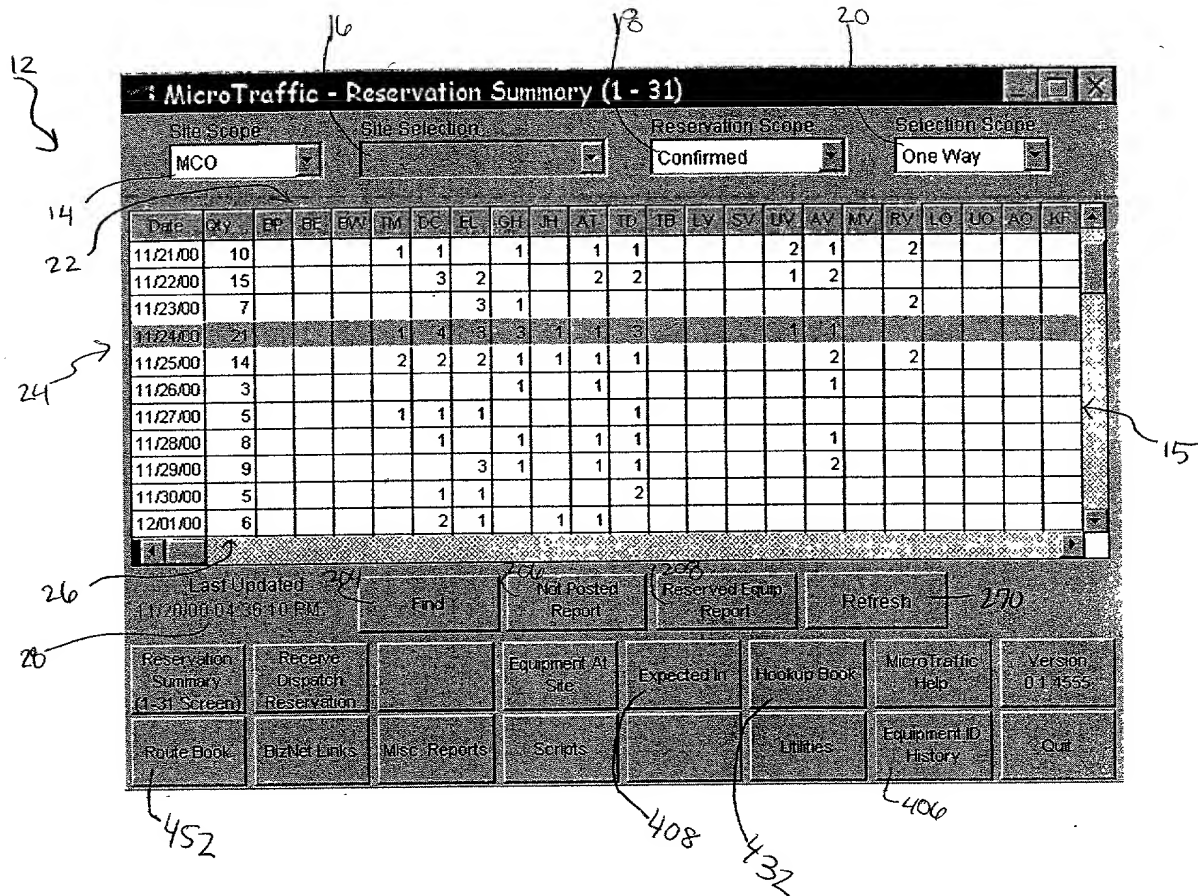 16 18 20
12
MicroTraffic - Reservation Summary (1 - 31)
Site Scope Site Selection Reservation Scope Selection Scope
MCO Confirmed One Way
14
22
Date Qty BP BE BW TM DC EL GH JH AT TD TB LV SV UV AV MV RV LO UO AO KF
11/21/00 10 1 1 1 1 1 2 1 2
11/22/00 15 3 2 2 2 1 2
11/23/00 7 3 1 2
11/24/00 21 1 4 3 3 1 1 3 1 1
24
11/25/00 14 2 2 2 1 1 1 1 2 2
11/26/00 3 1 1 1
11/27/00 5 1 1 1 1
15
11/28/00 8 1 1 1 1 1
11/29/00 9 3 1 1 1 2
11/30/00 5 1 1 2
12/01/00 6 2 1 1 1
26
Last Updated 204 Find 206 Not Posted Report 208 Reserved Equip Report Refresh 270
11/20/00 04:36:10 PM
28
Reservation Summary (1-31 Screen) Receive Dispatch Reservation Equipment At Site Expected In Hookup Book MicroTraffic Help Version 0.1.4555
Route Book BizNet Links Misc. Reports Scripts Utilities Equipment ID History Quit
452 408 432 406